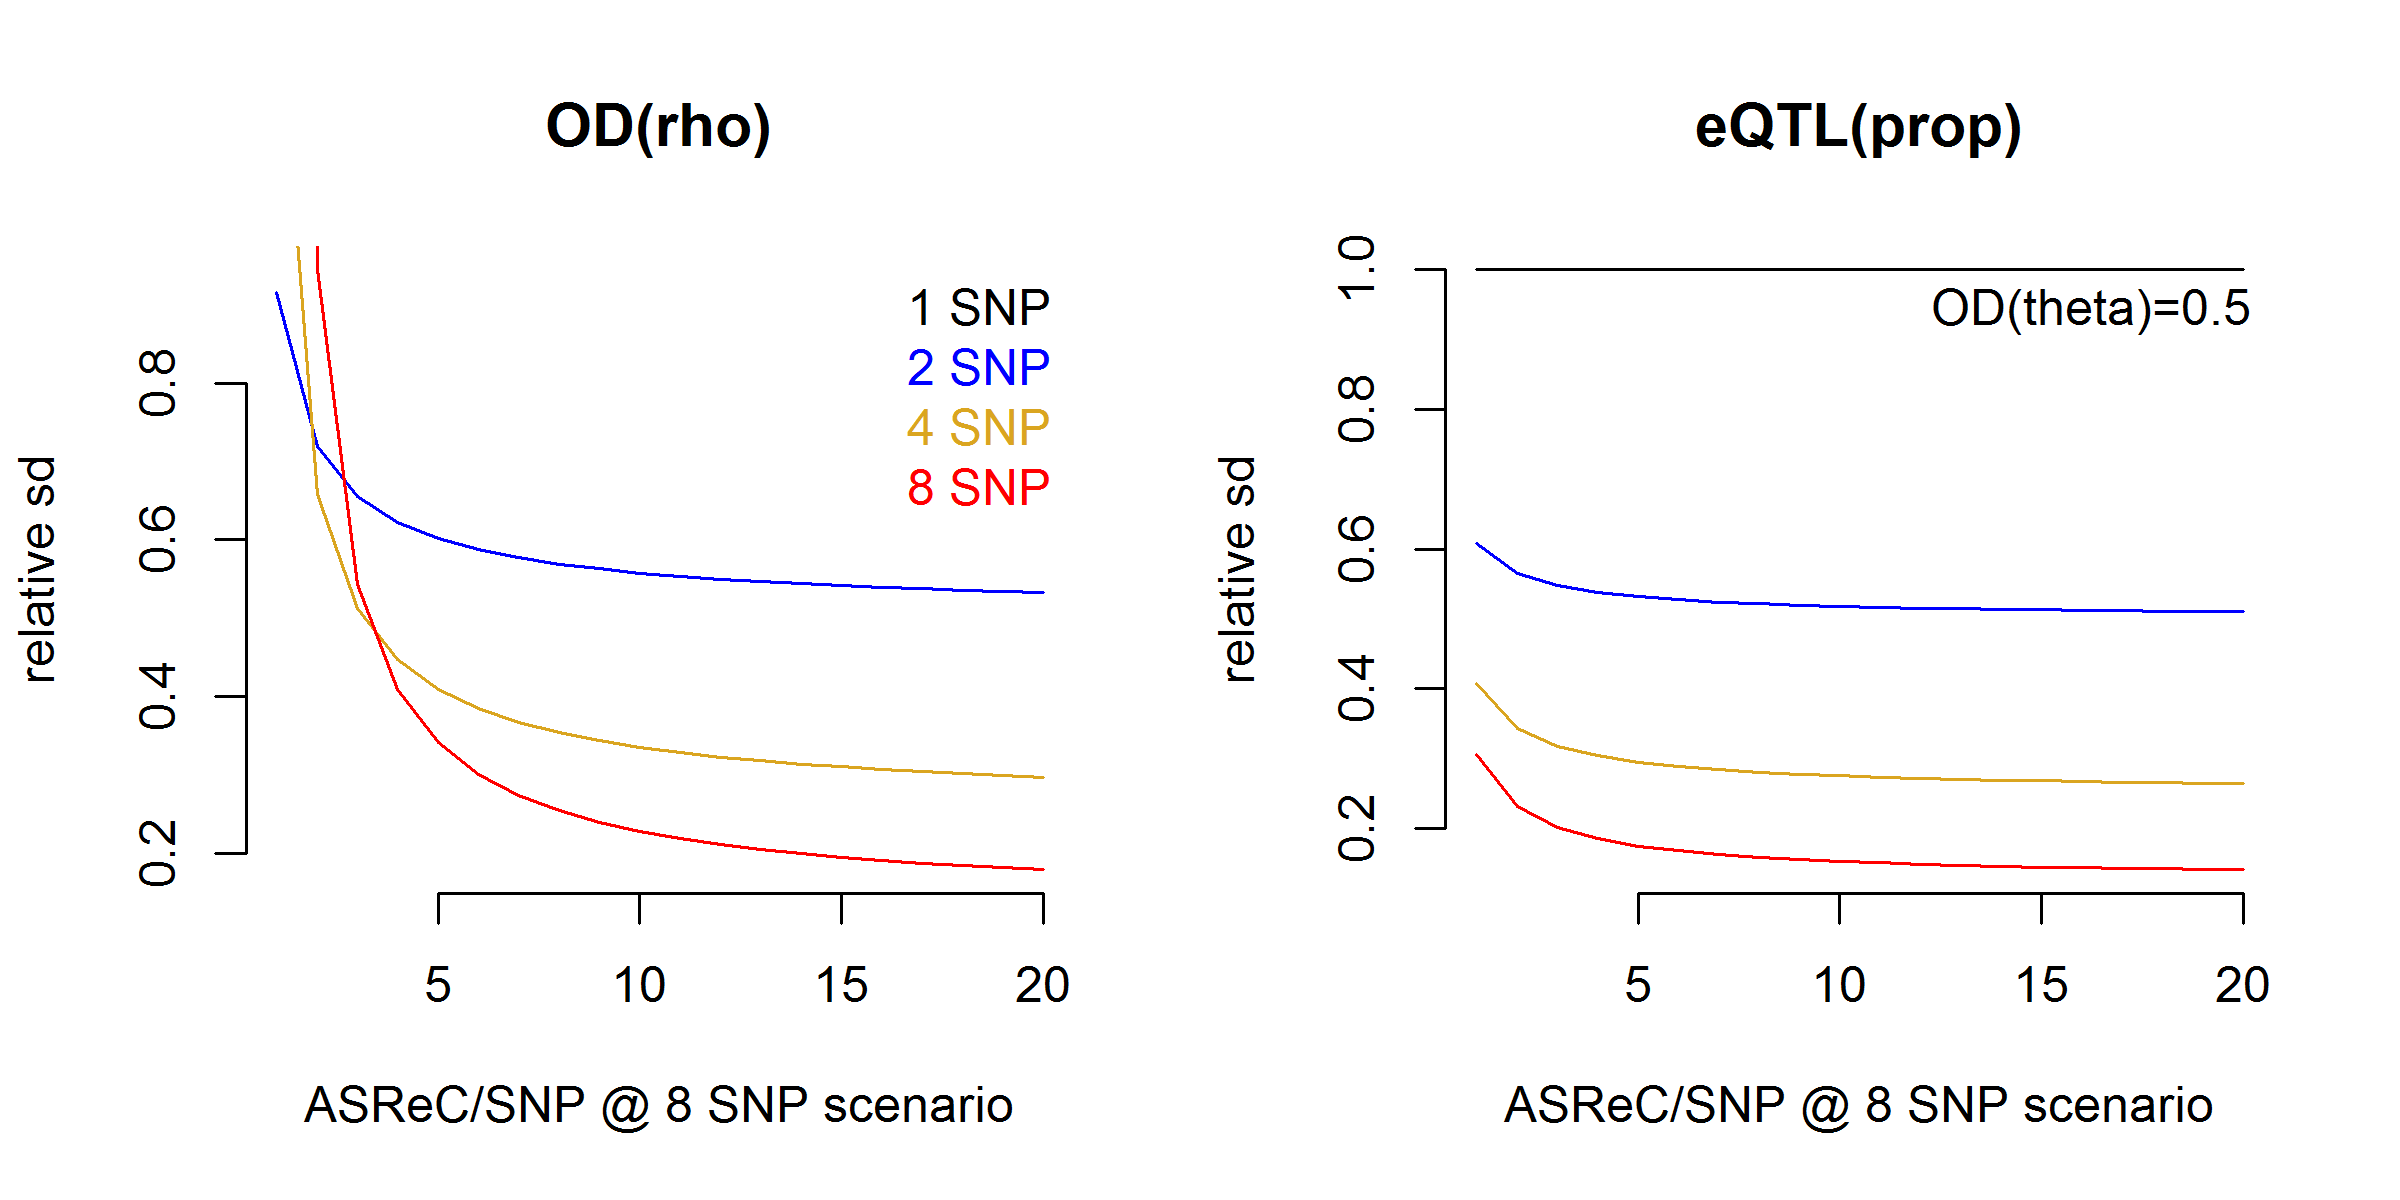 OD(rho)
relative sd
0.8
0.6
0.4
0.2
1 SNP
2 SNP
4 SNP
8 SNP
5 10 15 20
ASReC/SNP @ 8 SNP scenario
eQTL(prop)
relative sd
1.0
0.8
0.6
0.4
0.2
OD(theta)=0.5
5 10 15 20
ASReC/SNP @ 8 SNP scenario